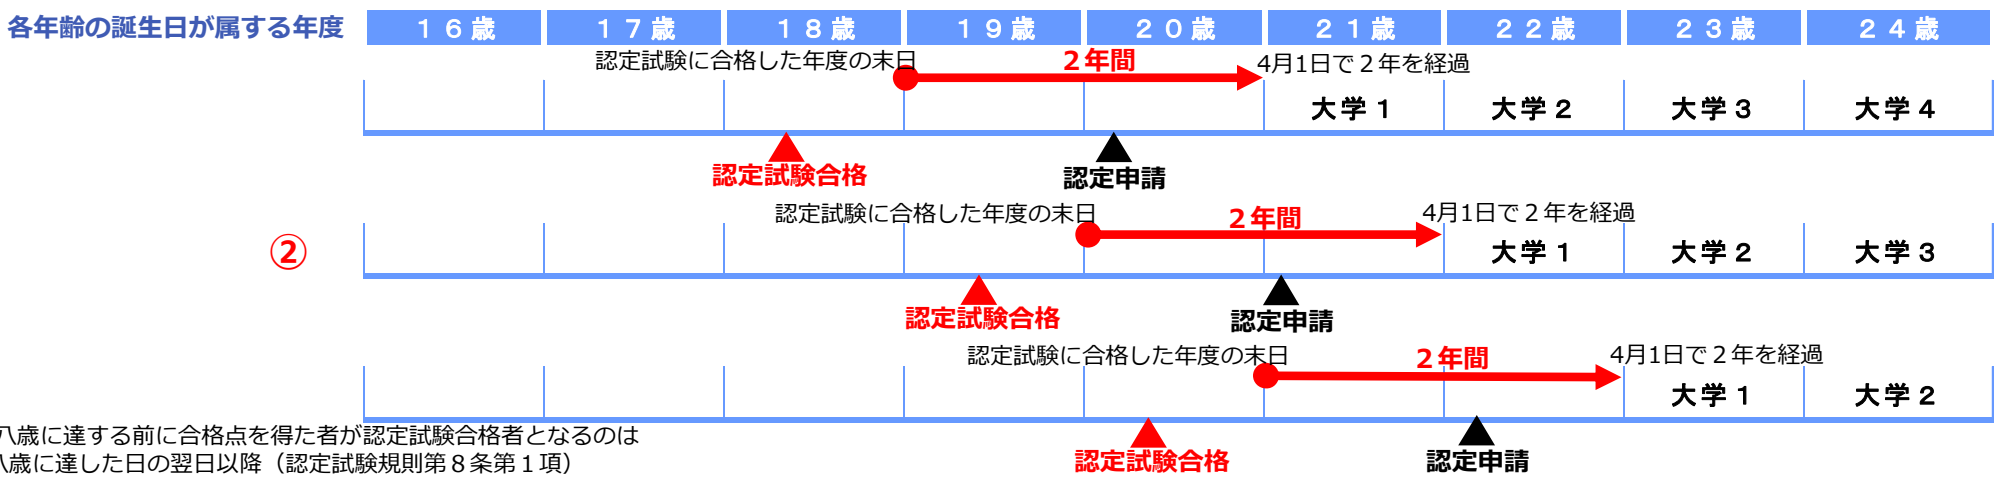 各年齢の誕生日が属する年度 １６歳 １７歳 １８歳 １９歳 ２０歳 ２１歳 ２２歳 ２３歳 ２４歳
認定試験に合格した年度の末日 ２年間 4月1日で２年を経過
大学１ 大学２ 大学３ 大学４
認定試験合格 認定申請
認定試験に合格した年度の末日 ２年間 4月1日で２年を経過
② 大学１ 大学２ 大学３
認定試験合格 認定申請
認定試験に合格した年度の末日 ２年間 4月1日で２年を経過
大学１ 大学２
八歳に達する前に合格点を得た者が認定試験合格者となるのは
八歳に達した日の翌日以降（認定試験規則第８条第１項）
認定試験合格 認定申請